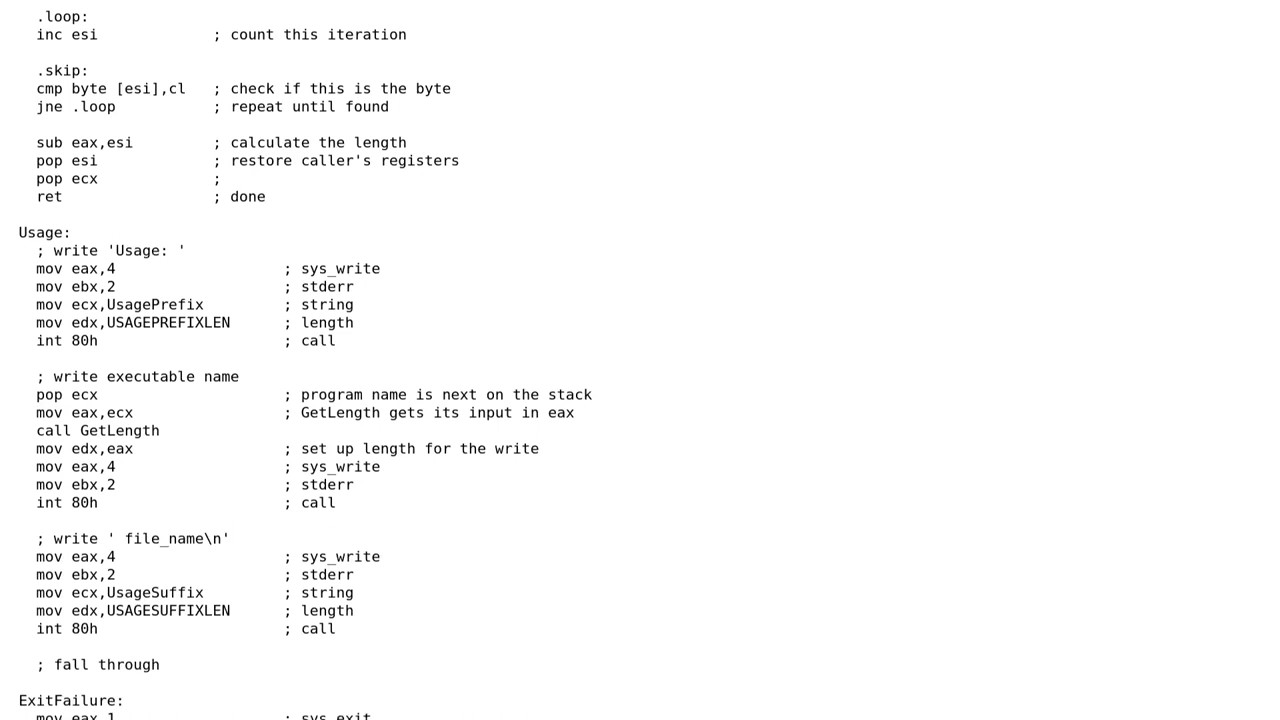 .loop:
inc esi             ; count this iteration
.skip:
cmp byte [esi],cl   ; check if this is the byte
jne .loop           ; repeat until found
sub eax,esi         ; calculate the length
pop esi             ; restore caller's registers
pop ecx             ;
ret                 ; done
Usage:
; write 'Usage: '
mov eax,4                   ; sys_write
mov ebx,2                   ; stderr
mov ecx,UsagePrefix         ; string
mov edx,USAGEPREFIXLEN      ; length
int 80h                     ; call
; write executable name
pop ecx                     ; program name is next on the stack
mov eax,ecx                 ; GetLength gets its input in eax
call GetLength
mov edx,eax                 ; set up length for the write
mov eax,4                   ; sys_write
mov ebx,2                   ; stderr
int 80h                     ; call
; write ' file_name\n'
mov eax,4                   ; sys_write
mov ebx,2                   ; stderr
mov ecx,UsageSuffix         ; string
mov edx,USAGESUFFIXLEN      ; length
int 80h                     ; call
; fall through
ExitFailure:
mov eax,1                   ; sys_exit